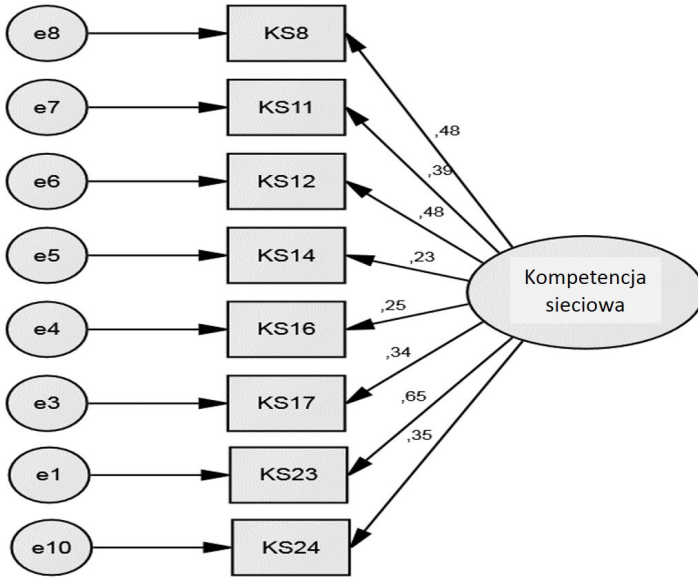 e8
KS8
e7
KS11
,48
,39
e6
KS12
,48
e5
KS14
,23
Kompetencja
sieciowa
e4
KS16
,25
e3
KS17
,34
,65
,35
e1
KS23
e10
KS24